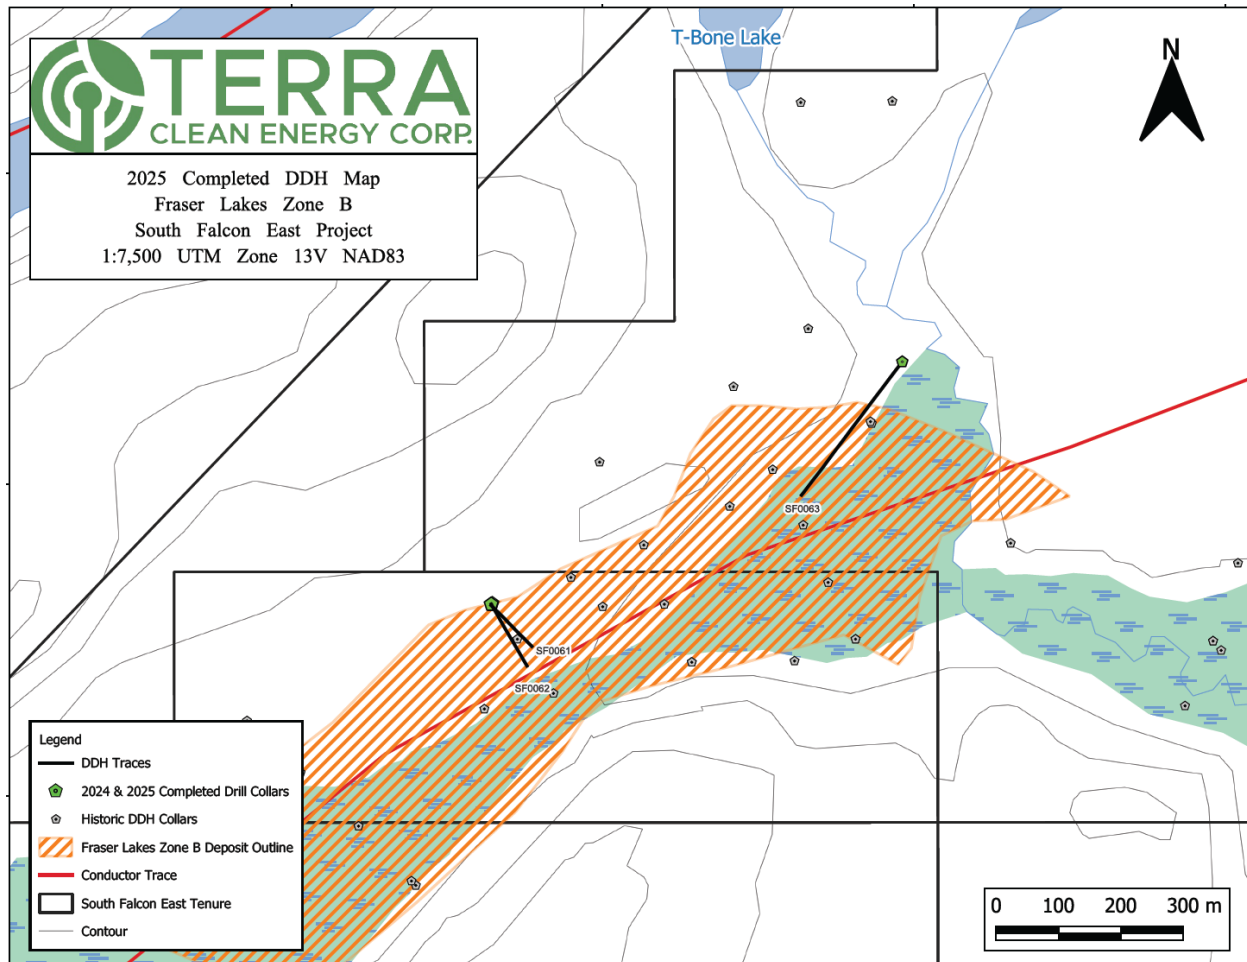 T-Bone Lake
N
TERRA
CLEAN ENERGY CORP.
2025 Completed DDH Map
Fraser Lakes Zone B
South Falcon East Project
1:7,500 UTM Zone 13V NAD83
SF0063
SF0061
SF0062
Legend
DDH Traces
2024 & 2025 Completed Drill Collars
Historic DDH Collars
Fraser Lakes Zone B Deposit Outline
Conductor Trace
South Falcon East Tenure
Contour
0 100 200 300 m